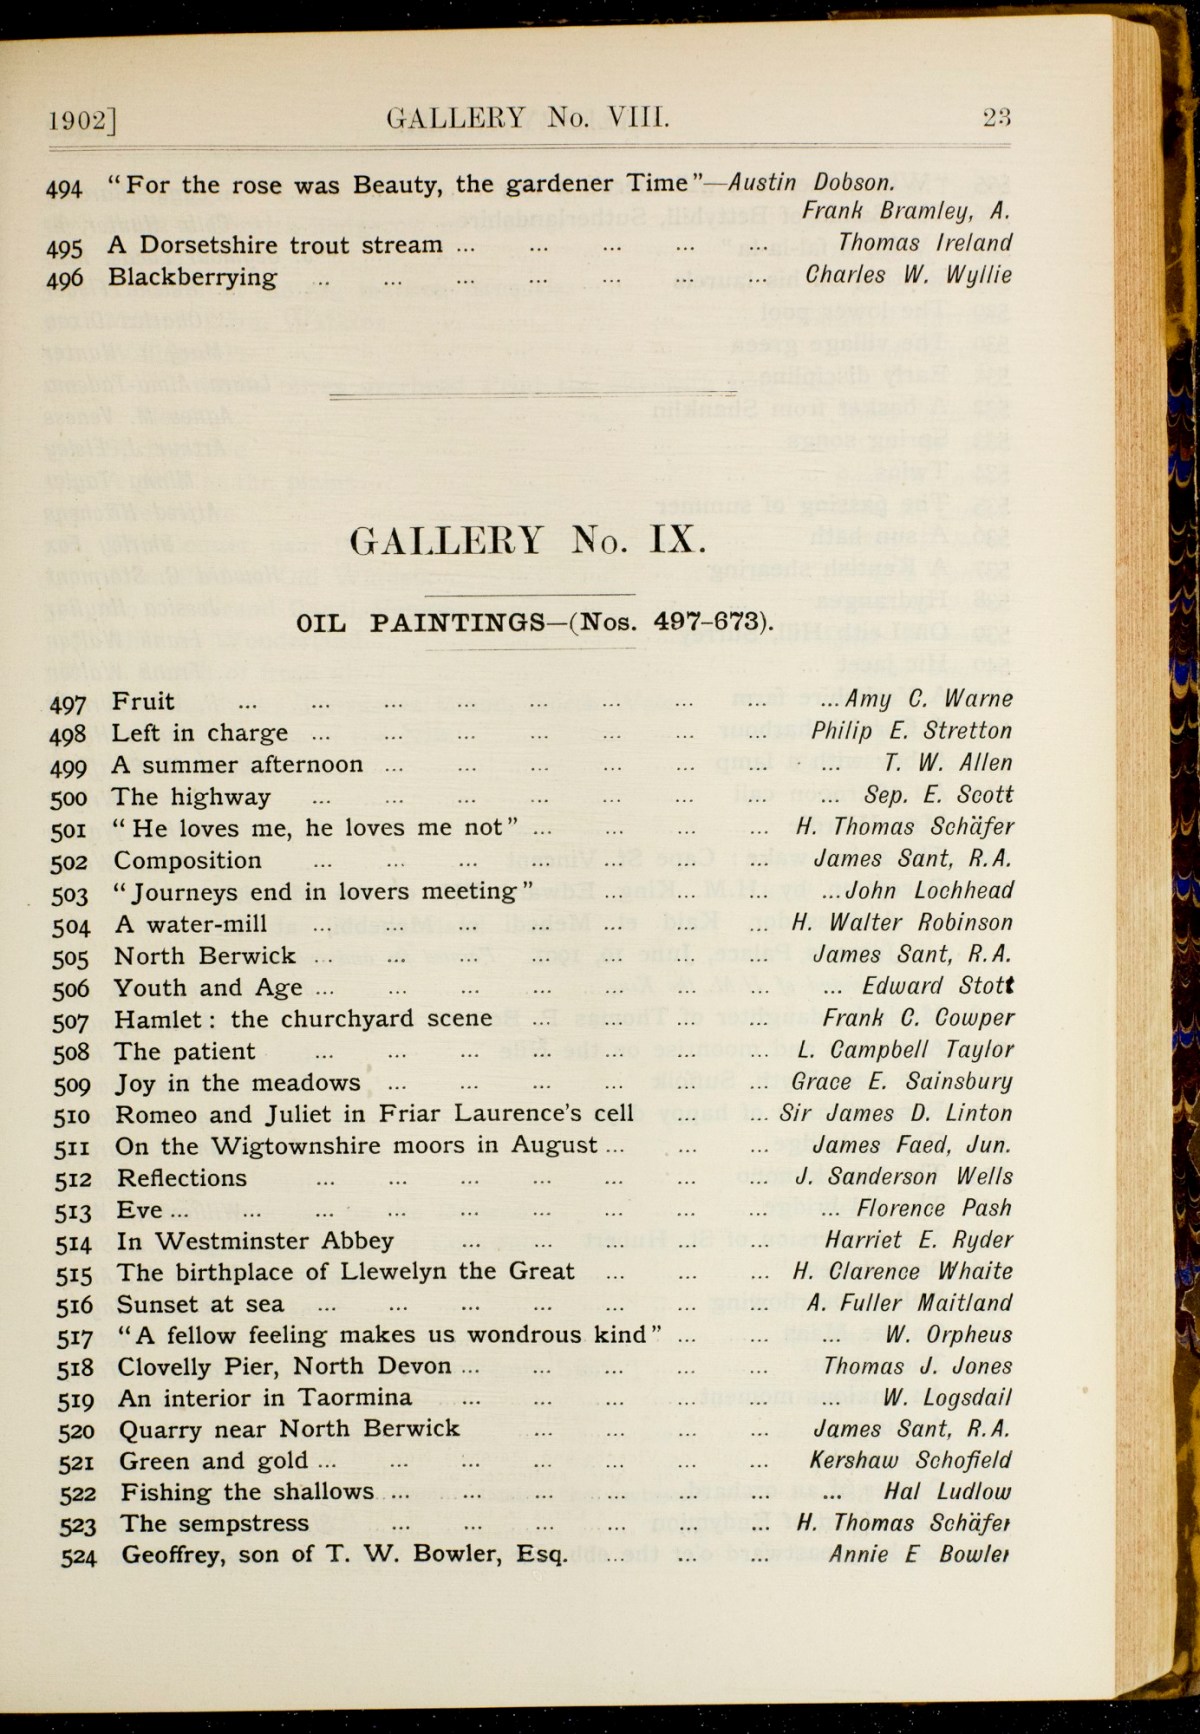 1902] GALLERY No. VIII. 23
494 “For the rose was Beauty, the gardener Time”—Austin Dobson.
Frank Bramley, A.
495 A Dorsetshire trout stream ... ... ... ... ... Thomas Ireland
496 Blackberrying ... ... ... ... ... ... ... Charles W. Wyllie
GALLERY No. IX.
OIL PAINTINGS—(Nos. 497-673).
497 Fruit ... ... ... ... ... ... ... ... ... Amy C. Warne
498 Left in charge ... ... ... ... ... ... ... Philip E. Stretton
499 A summer afternoon ... ... ... ... ... ... ... T. W. Allen
500 The highway ... ... ... ... ... ... ... ... Sep. E. Scott
501 “He loves me, he loves me not” ... ... ... ... H. Thomas Schäfer
502 Composition ... ... ... ... ... ... ... James Sant, R.A.
503 “Journeys end in lovers meeting” ... ... ... ... John Lochhead
504 A water-mill ... ... ... ... ... ... ... H. Walter Robinson
505 North Berwick ... ... ... ... ... ... ... James Sant, R.A.
506 Youth and Age ... ... ... ... ... ... ... ... Edward Stott
507 Hamlet: the churchyard scene ... ... ... ... Frank C. Cowper
508 The patient ... ... ... ... ... ... ... L. Campbell Taylor
509 Joy in the meadows ... ... ... ... ... ... Grace E. Sainsbury
510 Romeo and Juliet in Friar Laurence's cell ... ... Sir James D. Linton
511 On the Wigtownshire moors in August ... ... ... James Faed, Jun.
512 Reflections ... ... ... ... ... ... ... J. Sanderson Wells
513 Eve ... ... ... ... ... ... ... ... ... ... Florence Pash
514 In Westminster Abbey ... ... ... ... ... Harriet E. Ryder
515 The birthplace of Llewelyn the Great ... ... ... H. Clarence Whaite
516 Sunset at sea ... ... ... ... ... ... ... A. Fuller Maitland
517 “A fellow feeling makes us wondrous kind” ... ... ... W. Orpheus
518 Clovelly Pier, North Devon ... ... ... ... ... Thomas J. Jones
519 An interior in Taormina ... ... ... ... ... ... W. Logsdail
520 Quarry near North Berwick ... ... ... ... James Sant, R.A.
521 Green and gold ... ... ... ... ... ... ... Kershaw Schofield
522 Fishing the shallows ... ... ... ... ... ... ... Hal Ludlow
523 The sempstress ... ... ... ... ... ... H. Thomas Schäfer
524 Geoffrey, son of T. W. Bowler, Esq. ... ... ... Annie E Bowler